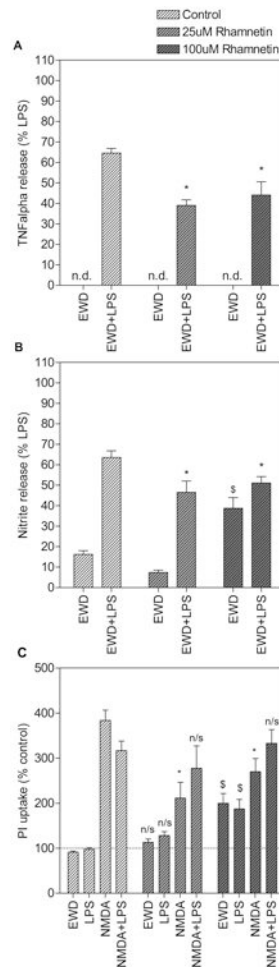 Control
25uM Rhamnetin
100uM Rhamnetin
A
TNFalpha release (% LPS)
110
100
90
80
70
60
50
40
30
20
10
0
n.d.
n.d.
n.d.
*
*
EWD
EWD+LPS
EWD
EWD+LPS
EWD
EWD+LPS
B
Nitrite release (% LPS)
110
100
90
80
70
60
50
40
30
20
10
0
*
$
*
EWD
EWD+LPS
EWD
EWD+LPS
EWD
EWD+LPS
C
PI uptake (% control)
500
400
300
200
100
0
n/s
n/s
*
n/s
$
$
*
n/s
EWD
LPS
NMDA
NMDA+LPS
EWD
LPS
NMDA
NMDA+LPS
EWD
LPS
NMDA
NMDA+LPS